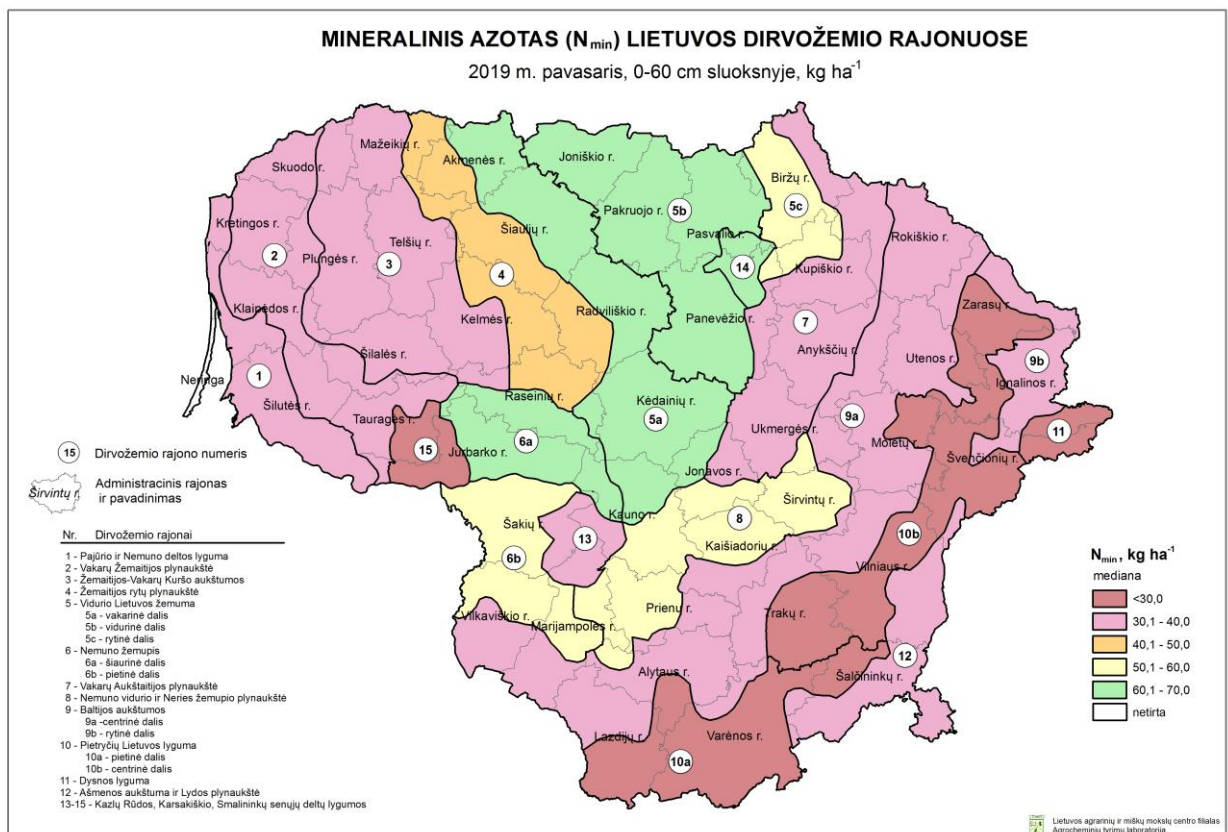 MINERALINIS AZOTAS (Nmin) LIETUVOS DIRVOŽEMIO RAJONUOSE
2019 m. pavasaris, 0-60 cm sluoksnyje, kg ha-1
Mažeikių r.
Akmenės r.
Joniškio r.
Skuodo r.
Biržų r.
5c
Pakruojo r.
5b
Kretingos r.
Šiaulių r.
Pasvalio r.
Rokiškio r.
2
Plungės r.
Telšių r.
3
4
14
Kupiškio r.
Klaipėdos r.
Kelmės r.
Radviliškio r.
Panevėžio r.
7
Zarasų r.
Anykščių r.
Utenos r.
9b
Neringa
1
Šilalės r.
Ignalinos r.
Šilutės r.
Raseinių r.
Kėdainių r.
Tauragės r.
5a
9a
Ukmergės r.
Molėtų r.
11
15
Jurbarko r.
6a
Jonavos r.
Švenčionių r.
15 Dirvožemio rajono numeris
Širvintų r. Administracinis rajonas
ir pavadinimas
Širvintų r.
Šakių r.
Kauno r.
8
13
Kaišiadorių r.
10b
6b
Vilniaus r.
Prienų r.
Trakų r.
Vilkaviškio r.
Marijampolės r.
12
Alytaus r.
Šalčininkų r.
Lazdijų r.
Varėnos r.
10a
Nr. Dirvožemio rajonai
1 - Pajūrio ir Nemuno deltos lyguma
2 - Vakarų Žemaitijos plynaukštė
3 - Žemaitijos-Vakarų Kuršo aukštumos
4 - Žemaitijos rytų plynaukštė
5 - Vidurio Lietuvos žemuma
5a - vakarinė dalis
5b - vidurinė dalis
5c - rytinė dalis
6 - Nemuno žemupis
6a - šiaurinė dalis
6b - pietinė dalis
7 - Vakarų Aukštaitijos plynaukštė
8 - Nemuno vidurio ir Neries žemupio plynaukštė
9 - Baltijos aukštumos
9a -centrinė dalis
9b - rytinė dalis
10 - Pietryčių Lietuvos lyguma
10a - pietinė dalis
10b - centrinė dalis
11 - Dysnos lyguma
12 - Ašmenos aukštuma ir Lydos plynaukštė
13-15 - Kazlų Rūdos, Karsakiškio, Smalininkų senųjų deltų lygumos
Nmin, kg ha-1
mediana
<30,0
30,1 - 40,0
40,1 - 50,0
50,1 - 60,0
60,1 - 70,0
netirta
Lietuvos agrarinių ir miškų mokslų centro filialas
Agrocheminių tyrimų laboratorija